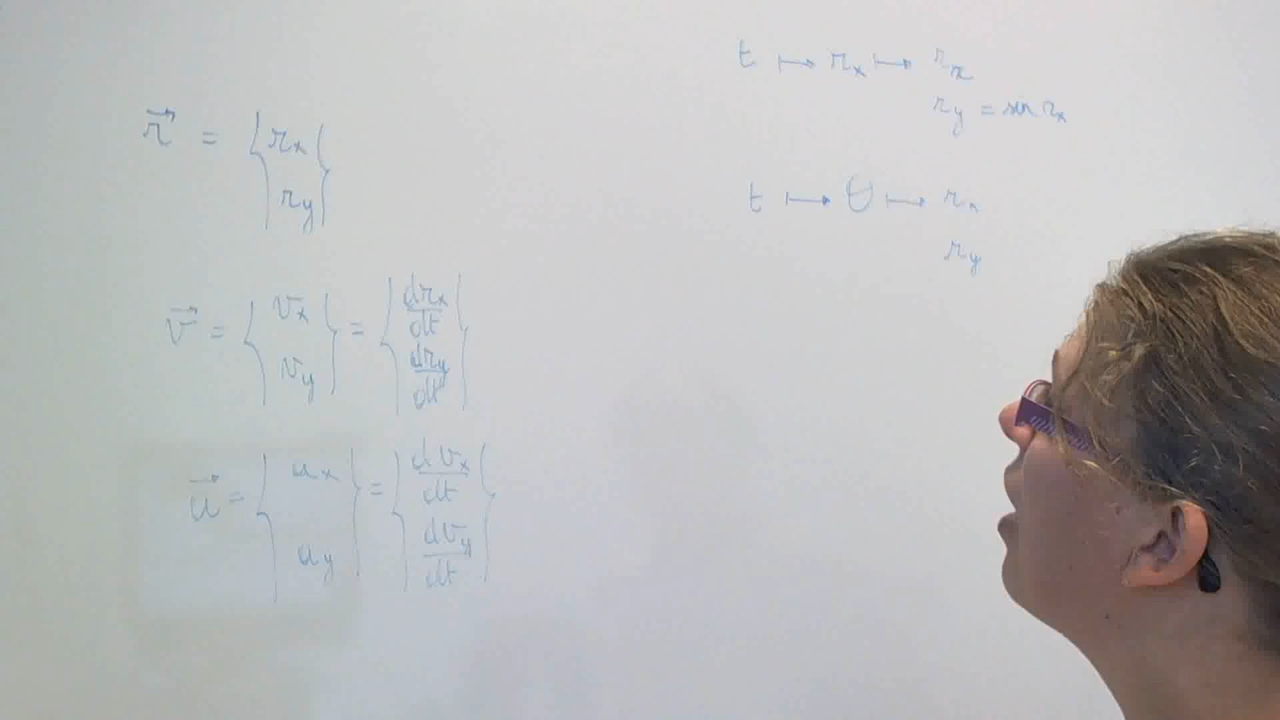 r⃗ = { r_x
r_y }
v⃗ = { v_x
v_y } = { dr_x/dt
dr_y/dt }
a⃗ = { a_x
a_y } = { dv_x/dt
dv_y/dt }
t ↦ r_x ↦ r_x
r_y = sin r_x
t ↦ θ ↦ r_x
r_y